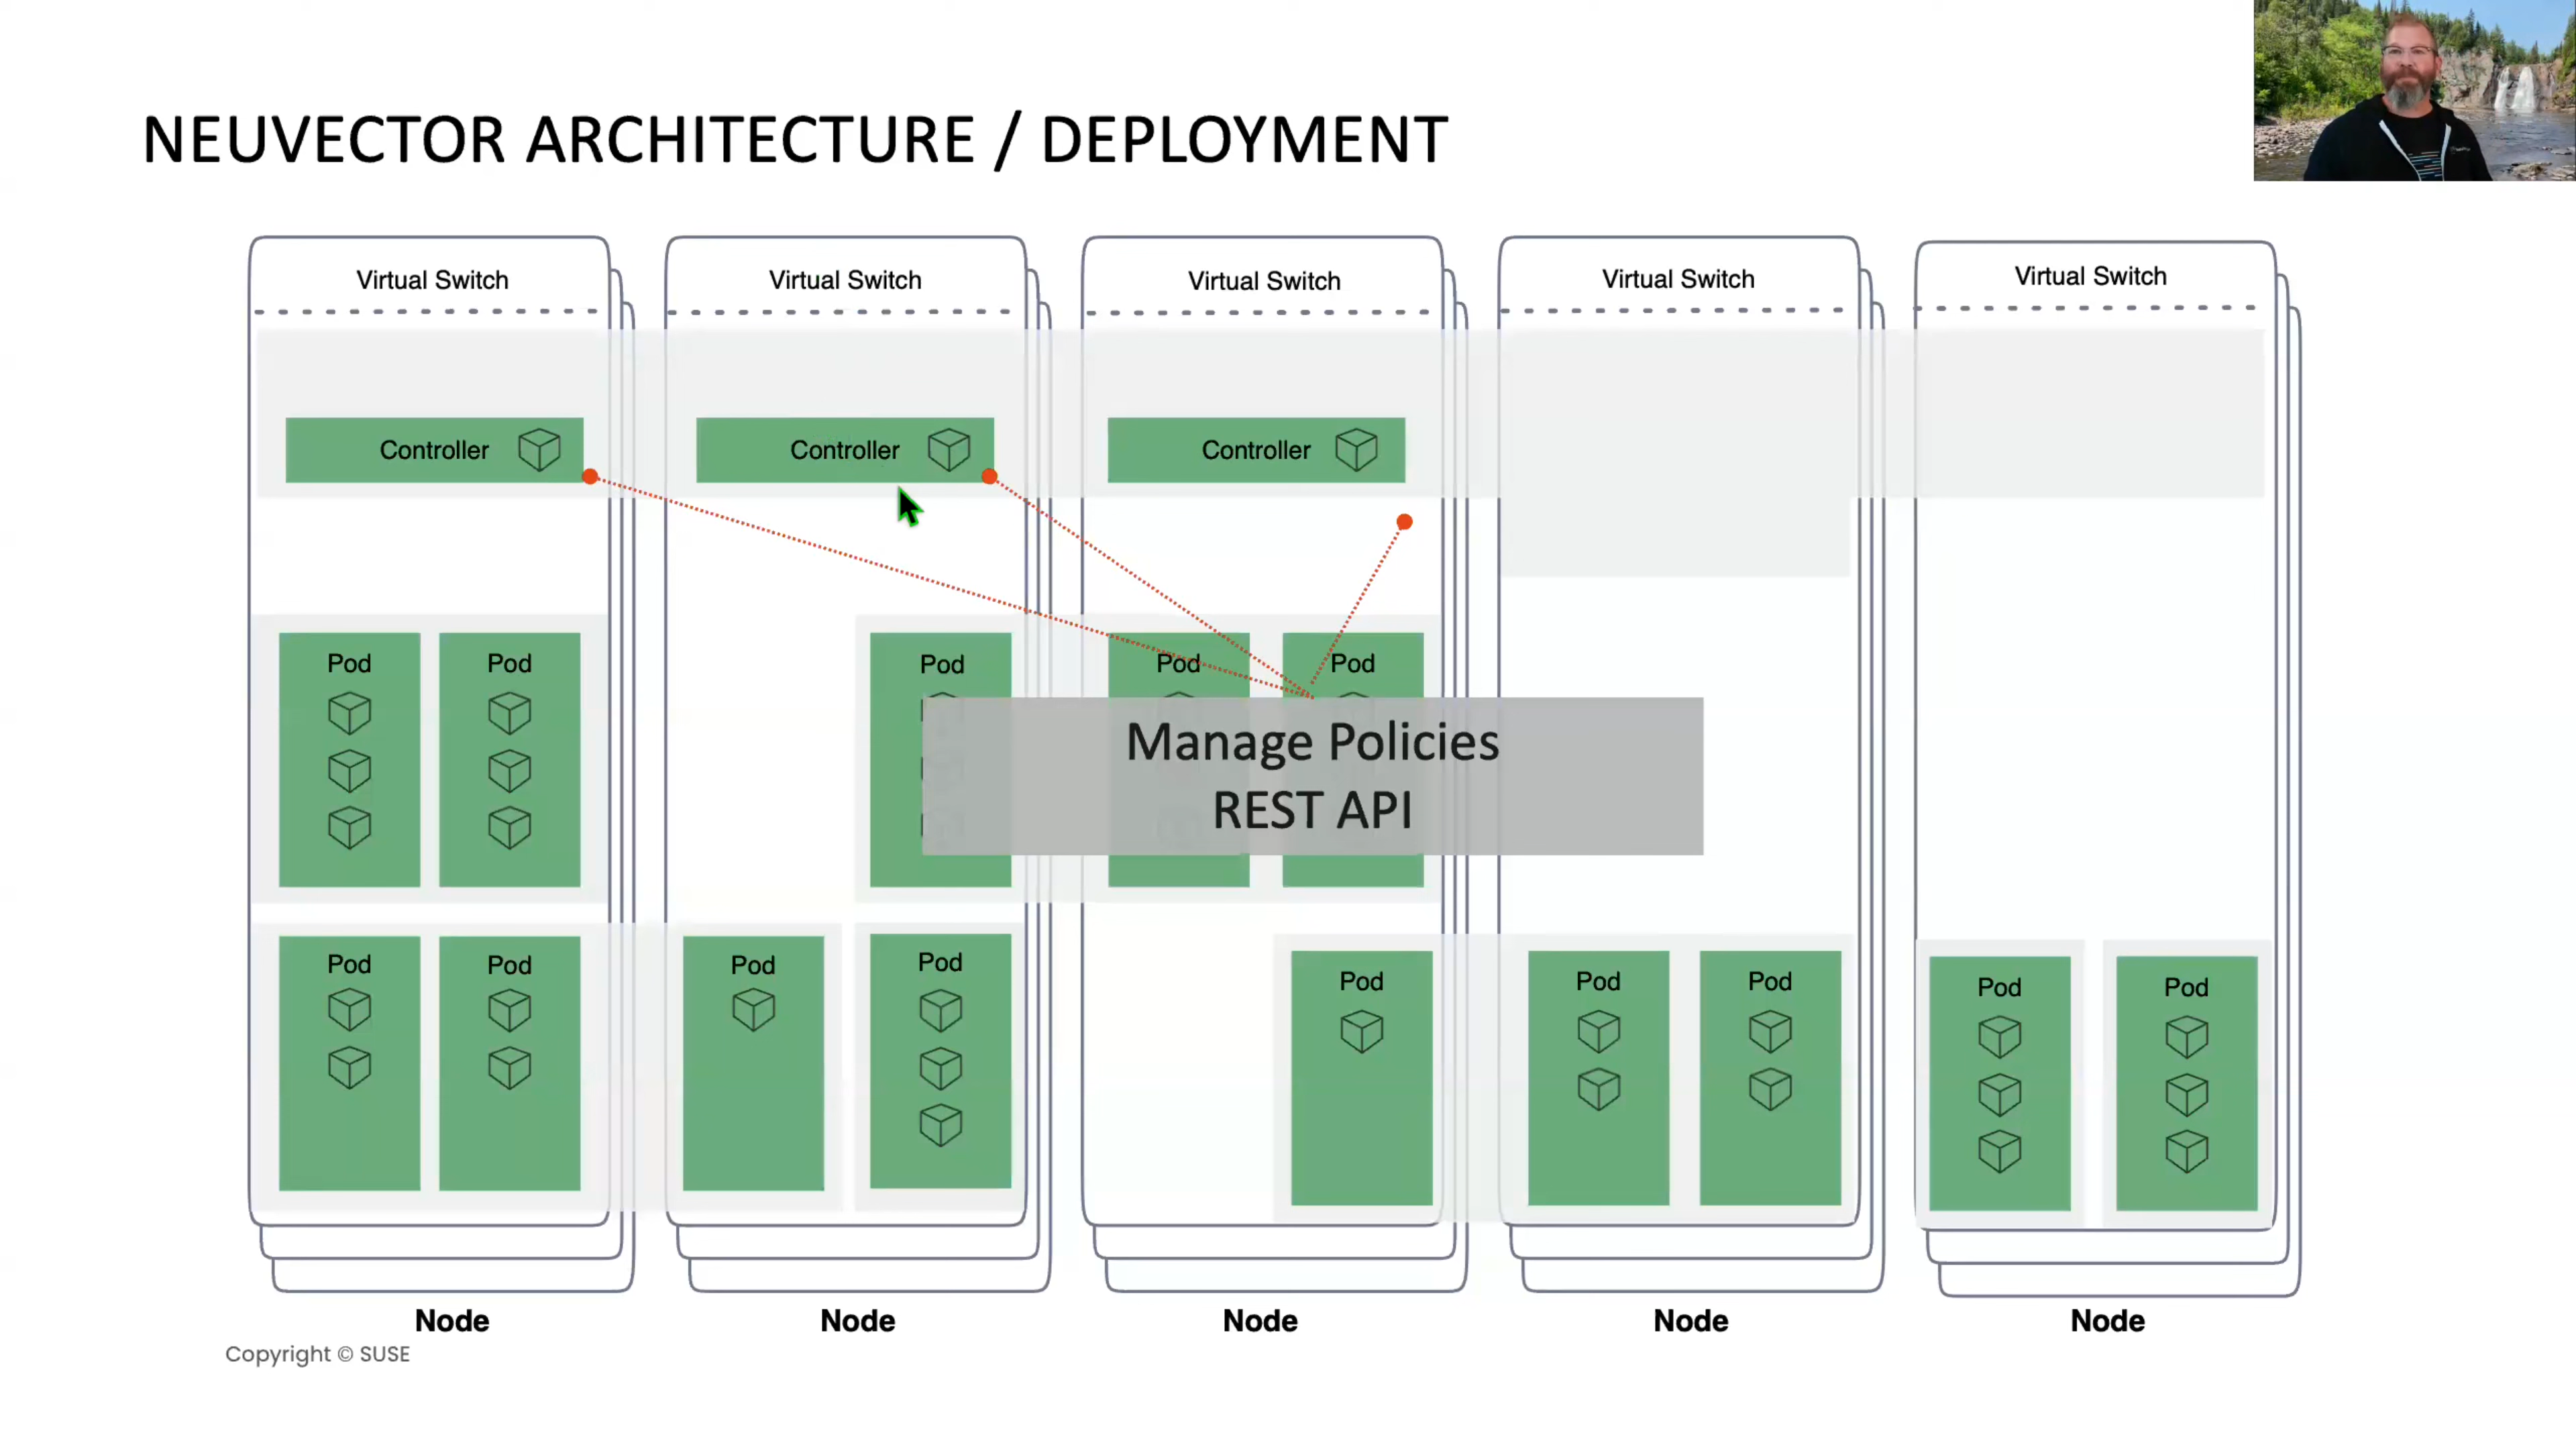 NEUVECTOR ARCHITECTURE / DEPLOYMENT
Virtual Switch
Virtual Switch
Virtual Switch
Virtual Switch
Virtual Switch
Controller
Controller
Controller
Pod
Pod
Pod
Pod
Pod
Manage Policies
REST API
Pod
Pod
Pod
Pod
Pod
Pod
Pod
Pod
Pod
Node
Node
Node
Node
Node
Copyright © SUSE